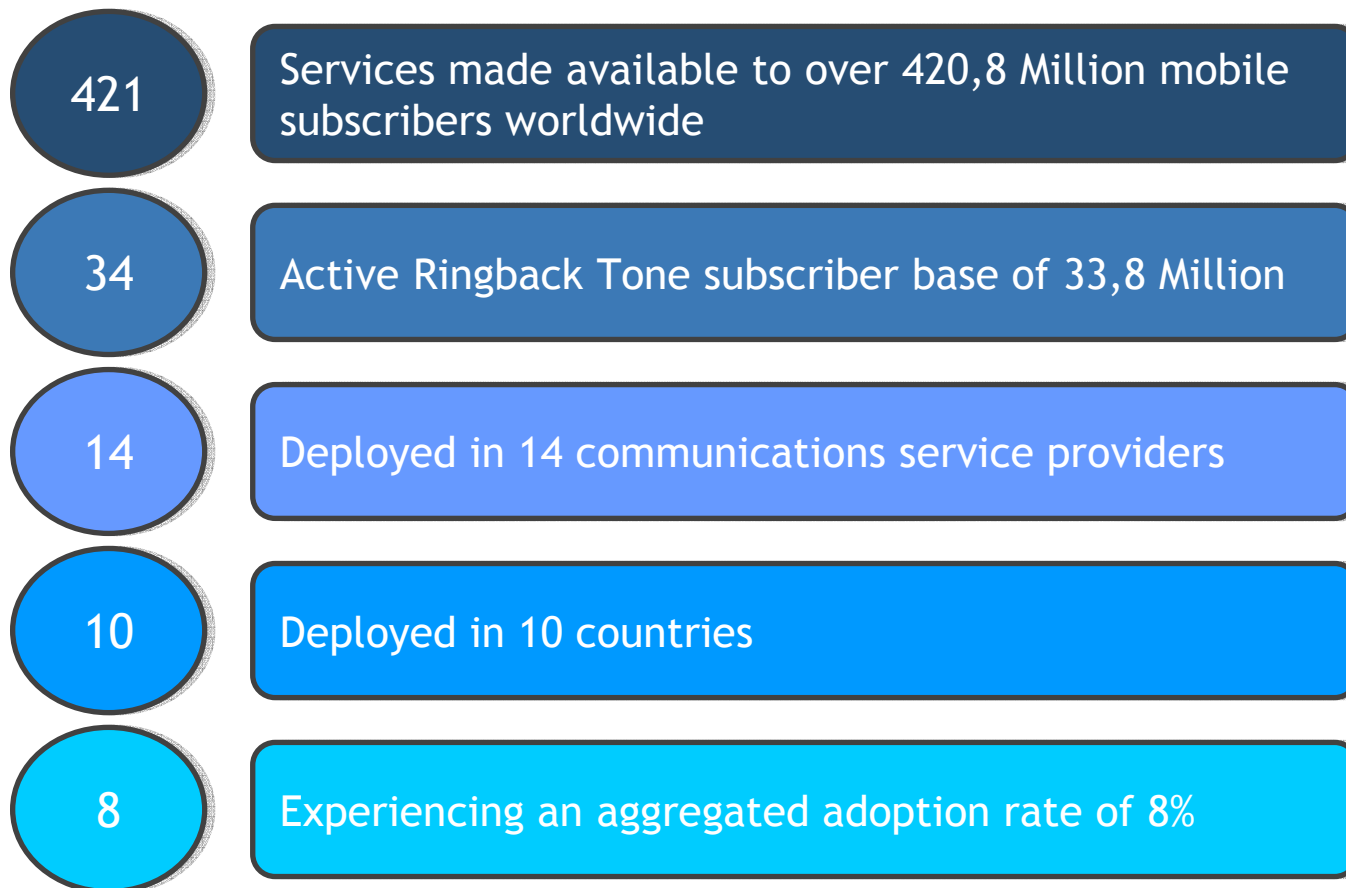 421
Services made available to over 420,8 Million mobile
subscribers worldwide
34
Active Ringback Tone subscriber base of 33,8 Million
14
Deployed in 14 communications service providers
10
Deployed in 10 countries
8
Experiencing an aggregated adoption rate of 8%